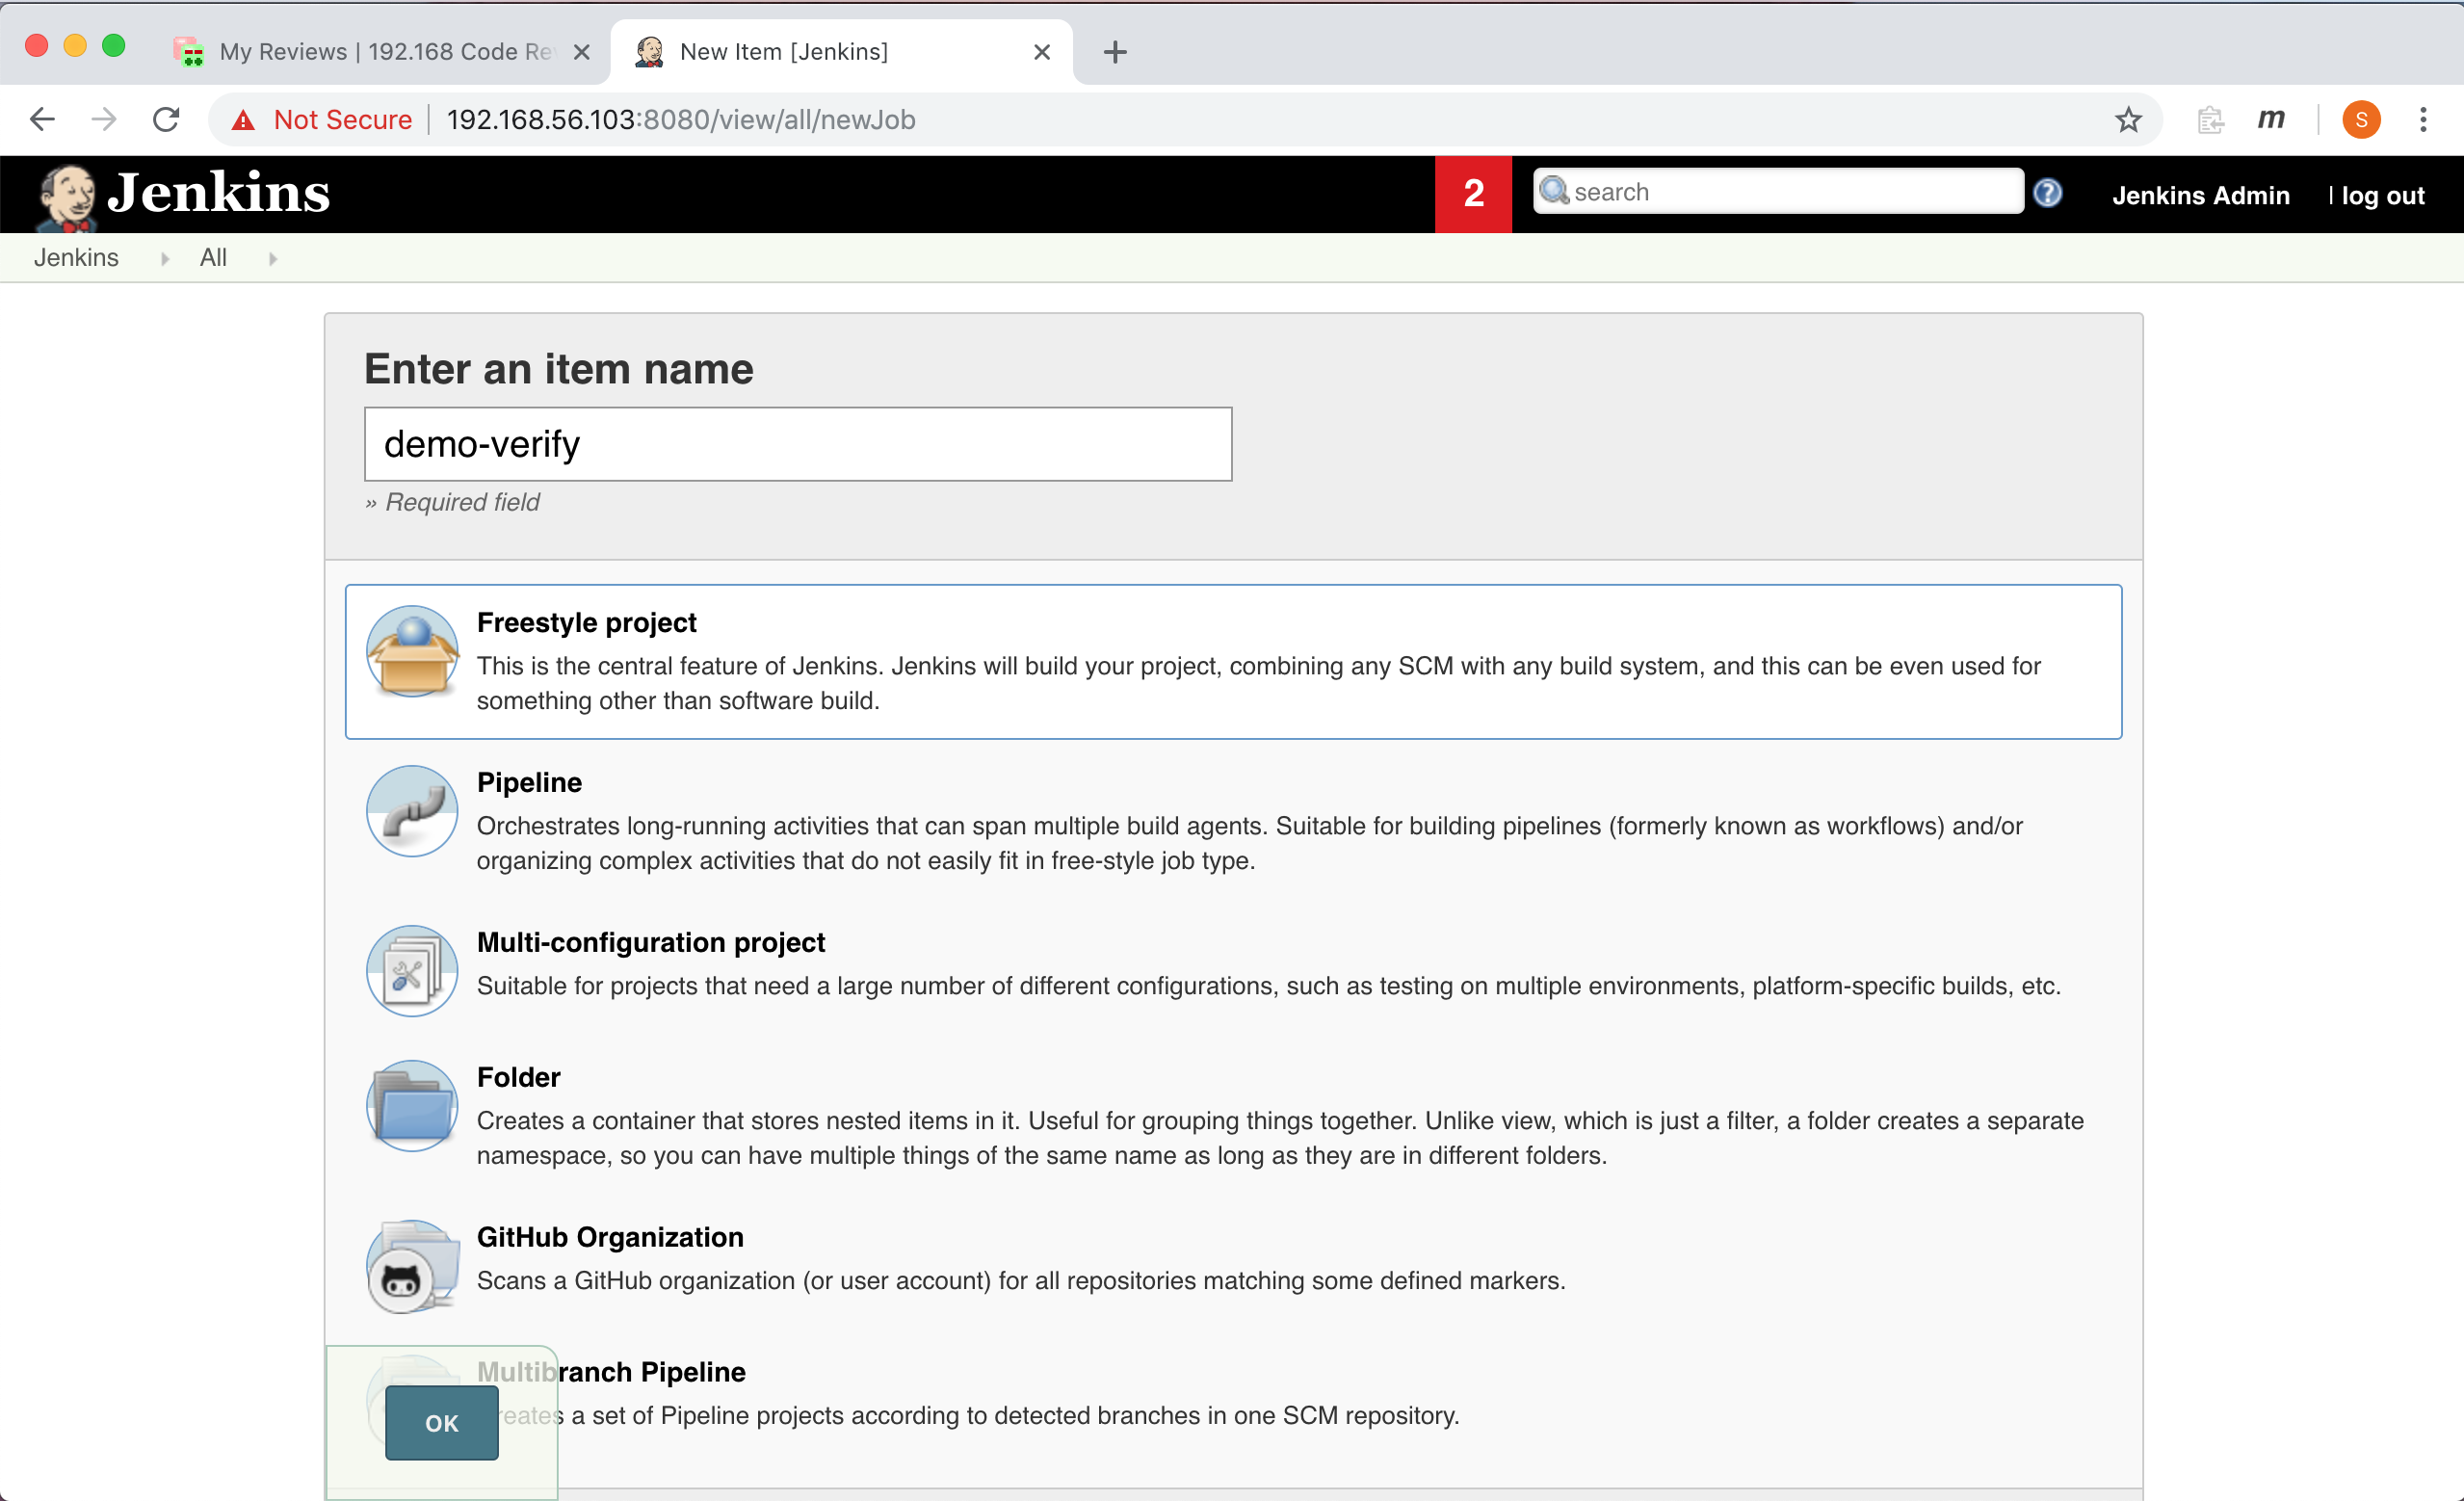 My Reviews | 192.168 Code Re
New Item [Jenkins]
Not Secure
192.168.56.103:8080/view/all/newJob
m
S
Jenkins
2
search
Jenkins Admin
| log out
Jenkins
All
Enter an item name
demo-verify
» Required field
Freestyle project
This is the central feature of Jenkins. Jenkins will build your project, combining any SCM with any build system, and this can be even used for
something other than software build.
Pipeline
Orchestrates long-running activities that can span multiple build agents. Suitable for building pipelines (formerly known as workflows) and/or
organizing complex activities that do not easily fit in free-style job type.
Multi-configuration project
Suitable for projects that need a large number of different configurations, such as testing on multiple environments, platform-specific builds, etc.
Folder
Creates a container that stores nested items in it. Useful for grouping things together. Unlike view, which is just a filter, a folder creates a separate
namespace, so you can have multiple things of the same name as long as they are in different folders.
GitHub Organization
Scans a GitHub organization (or user account) for all repositories matching some defined markers.
Multibranch Pipeline
reates a set of Pipeline projects according to detected branches in one SCM repository.
OK